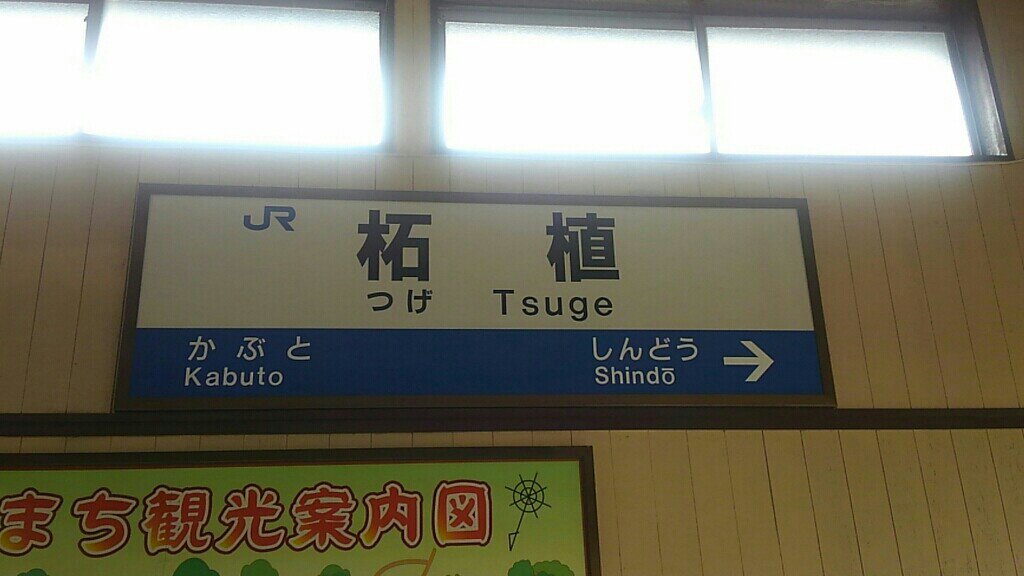 JR 柘植
つげ Tsuge
かぶと しんどう →
Kabuto Shindō
まち観光案内図